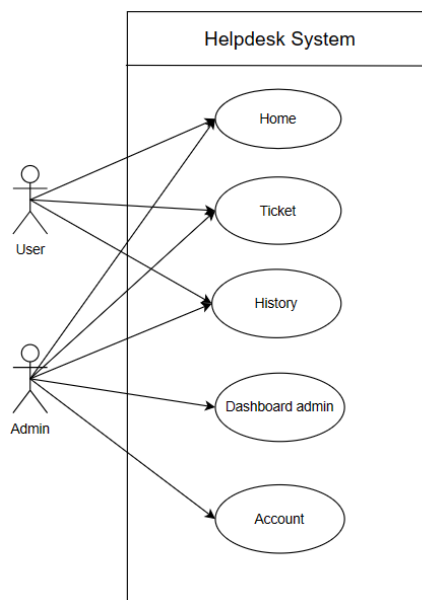 Helpdesk System
Home
Ticket
User
History
Admin
Dashboard admin
Account